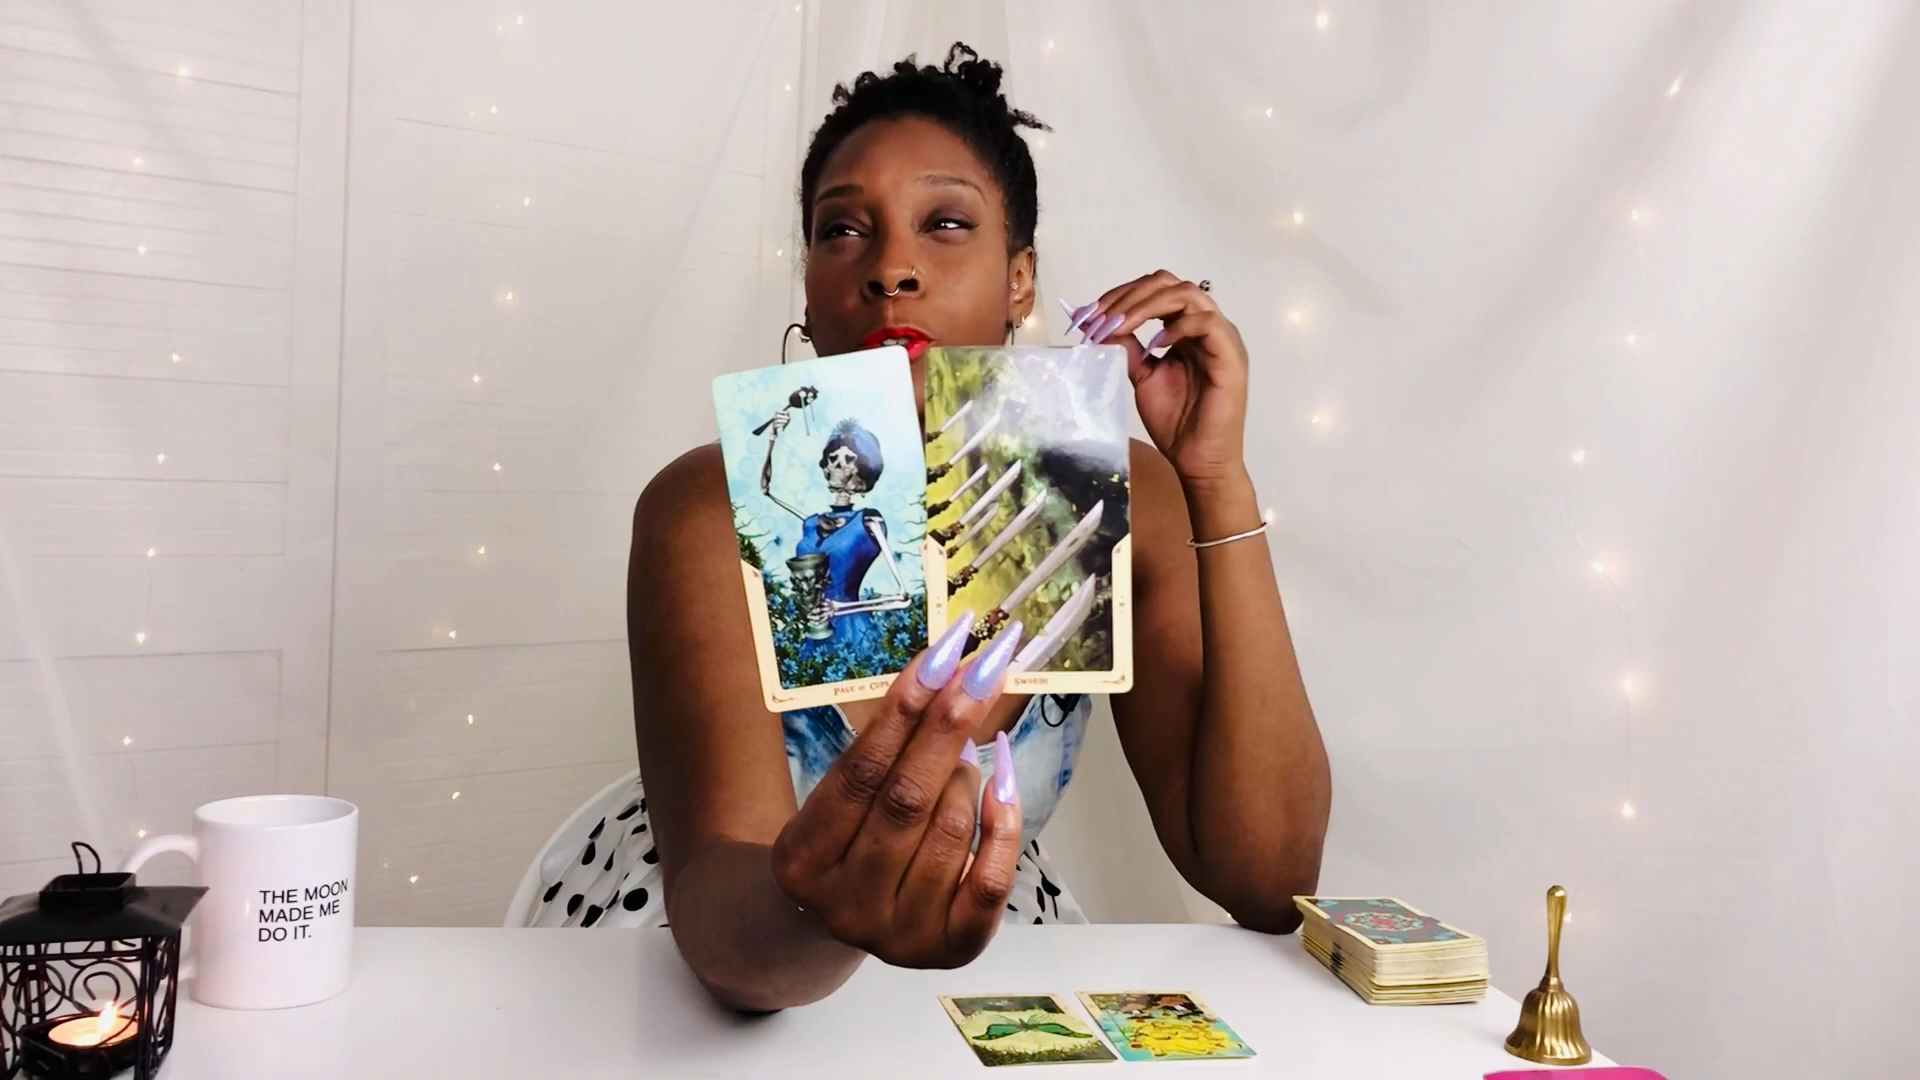 PAGE OF CUPS
SWORDS
THE MOON
MADE ME
DO IT.